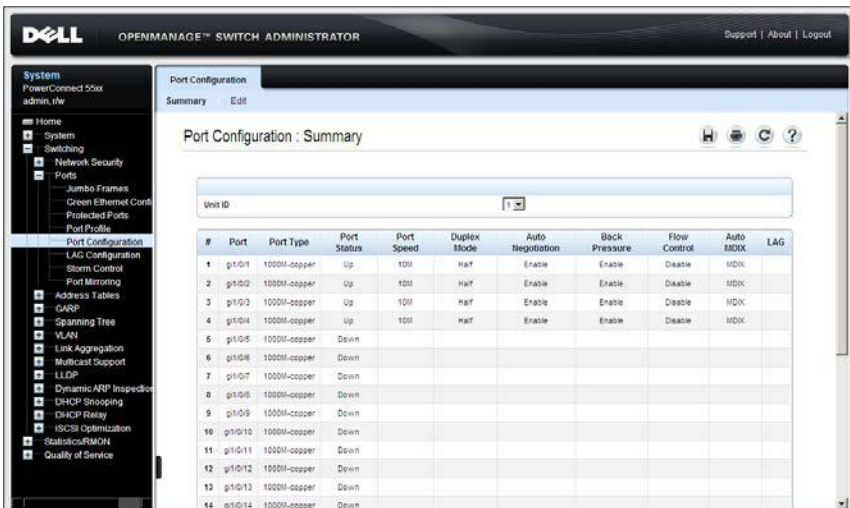 DELL
OPENMANAGE™ SWITCH ADMINISTRATOR
Support | About | Logout
System
PowerConnect 55xx
admin, r/w
Home
System
Switching
Network Security
Ports
Jumbo Frames
Green Ethernet Confi
Protected Ports
Port Profile
Port Configuration
LAG Configuration
Storm Control
Port Mirroring
Address Tables
GARP
Spanning Tree
VLAN
Link Aggregation
Multicast Support
LLDP
Dynamic ARP Inspection
DHCP Snooping
DHCP Relay
iSCSI Optimization
Statistics/RMON
Quality of Service
Port Configuration
Summary Edit
Port Configuration : Summary
Unit ID 1
# Port Port Type Port Status Port Speed Duplex Mode Auto Negotiation Back Pressure Flow Control Auto MDIX LAG
1 gi1/0/1 1000M-copper Up 10M Half Enable Enable Disable MDIX
2 gi1/0/2 1000M-copper Up 10M Half Enable Enable Disable MDIX
3 gi1/0/3 1000M-copper Up 10M Half Enable Enable Disable MDIX
4 gi1/0/4 1000M-copper Up 10M Half Enable Enable Disable MDIX
5 gi1/0/5 1000M-copper Down
6 gi1/0/6 1000M-copper Down
7 gi1/0/7 1000M-copper Down
8 gi1/0/8 1000M-copper Down
9 gi1/0/9 1000M-copper Down
10 gi1/0/10 1000M-copper Down
11 gi1/0/11 1000M-copper Down
12 gi1/0/12 1000M-copper Down
13 gi1/0/13 1000M-copper Down
14 gi1/0/14 1000M-copper Down